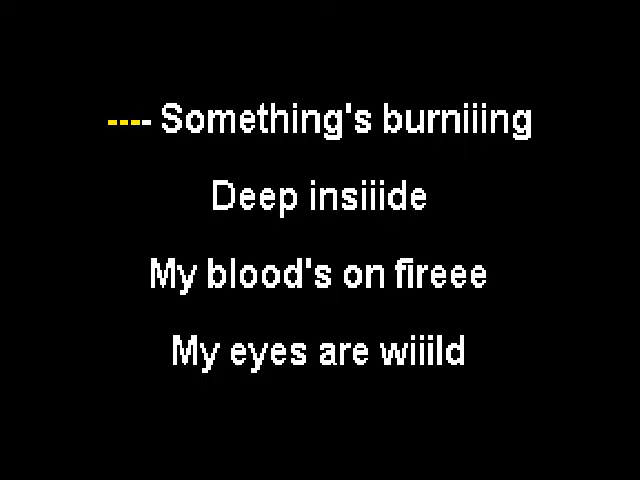 ---- Something's burniiing
Deep insiiide
My blood's on fireee
My eyes are wiiild